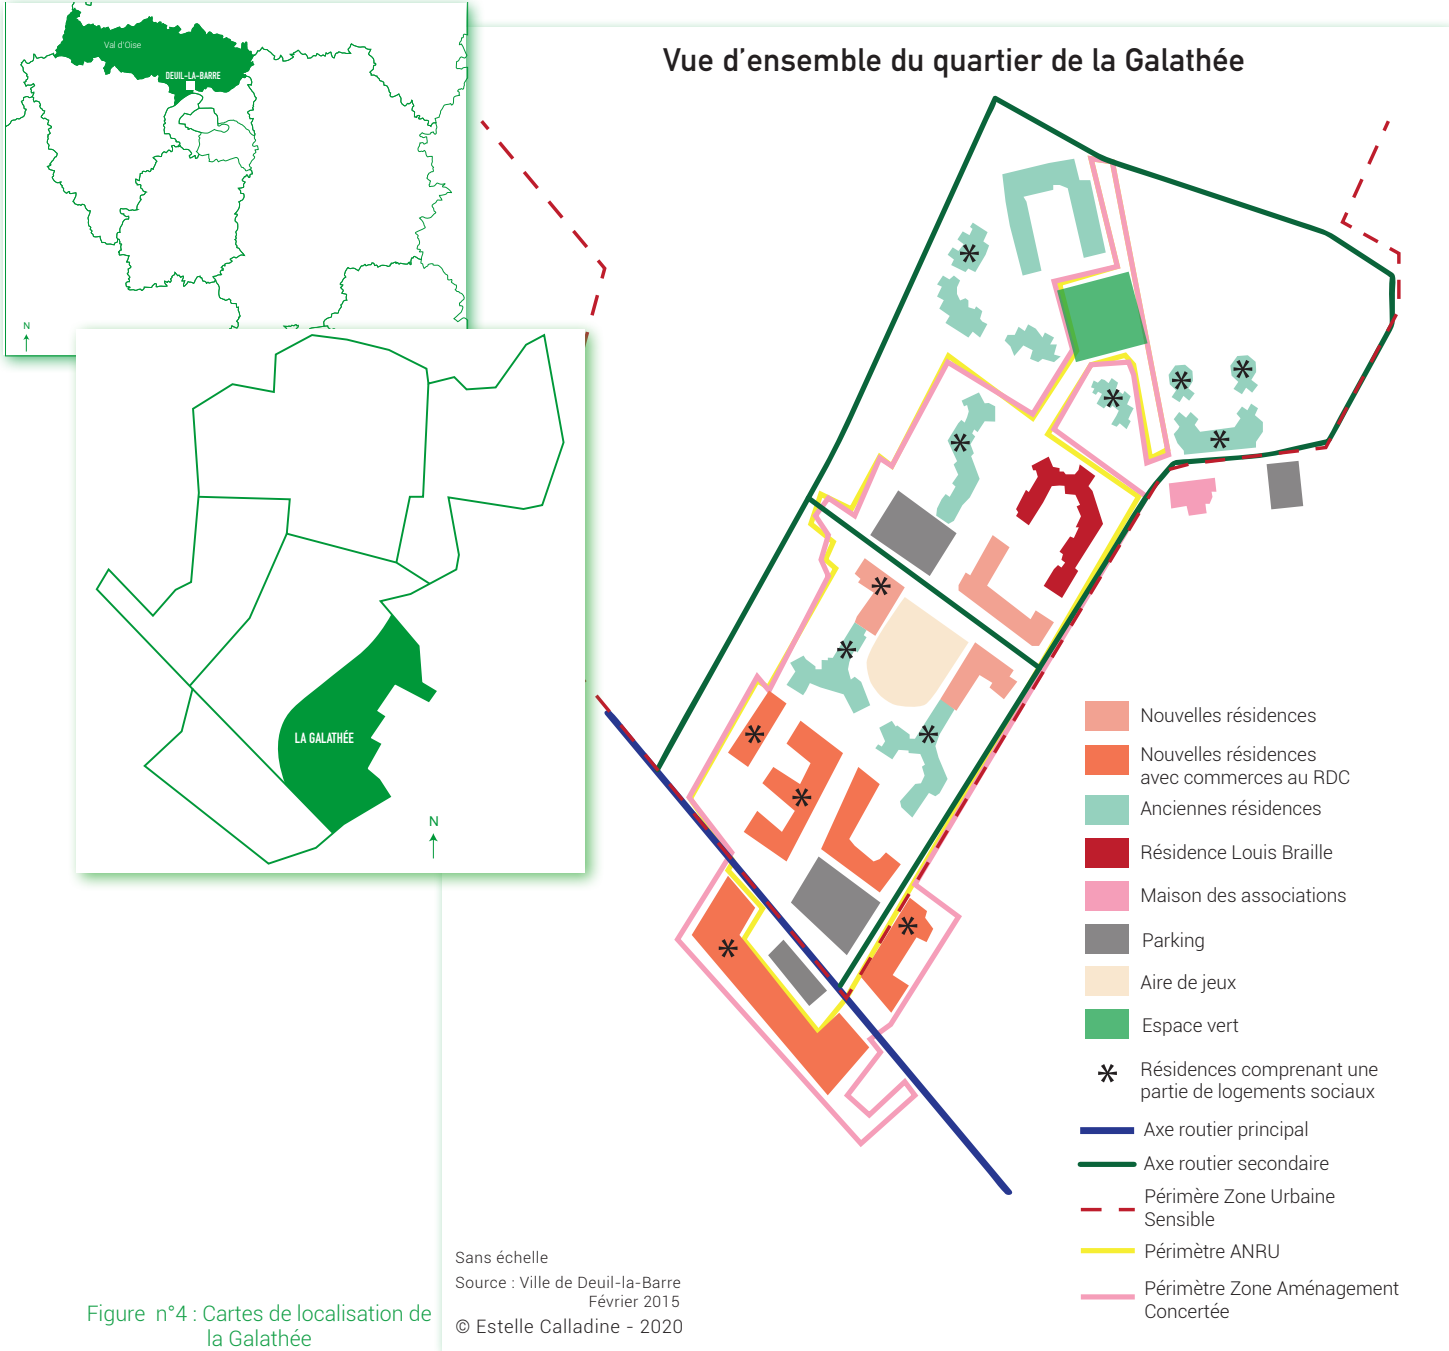 Val d'Oise
DEUIL-LA-BARRE
N
Vue d'ensemble du quartier de la Galathée
LA GALATHÉE
N
Nouvelles résidences
Nouvelles résidences
avec commerces au RDC
Anciennes résidences
Résidence Louis Braille
Maison des associations
Parking
Aire de jeux
Espace vert
Résidences comprenant une
partie de logements sociaux
Axe routier principal
Axe routier secondaire
Périmère Zone Urbaine
Sensible
Périmètre ANRU
Périmètre Zone Aménagement
Concertée
Sans échelle
Source : Ville de Deuil-la-Barre
Février 2015
© Estelle Calladine - 2020
Figure n°4 : Cartes de localisation de
la Galathée